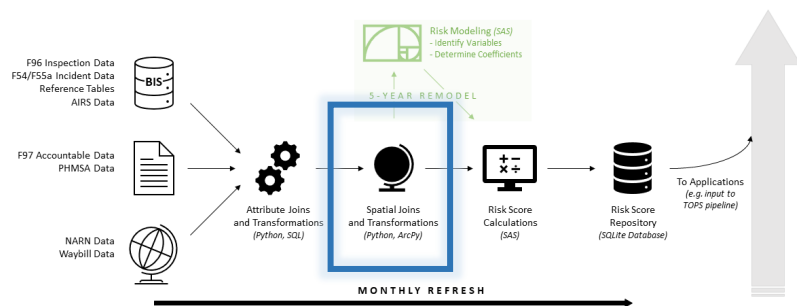 Risk Modeling (SAS)
- Identify Variables
- Determine Coefficients
5-YEAR REMODEL
F96 Inspection Data
F54/F55a Incident Data
Reference Tables
AIRS Data
BIS
F97 Accountable Data
PHMSA Data
NARN Data
Waybill Data
Attribute Joins
and Transformations
(Python, SQL)
Spatial Joins
and Transformations
(Python, ArcPy)
Risk Score
Calculations
(SAS)
Risk Score
Repository
(SQLite Database)
To Applications
(e.g. input to
TOPS pipeline)
MONTHLY REFRESH